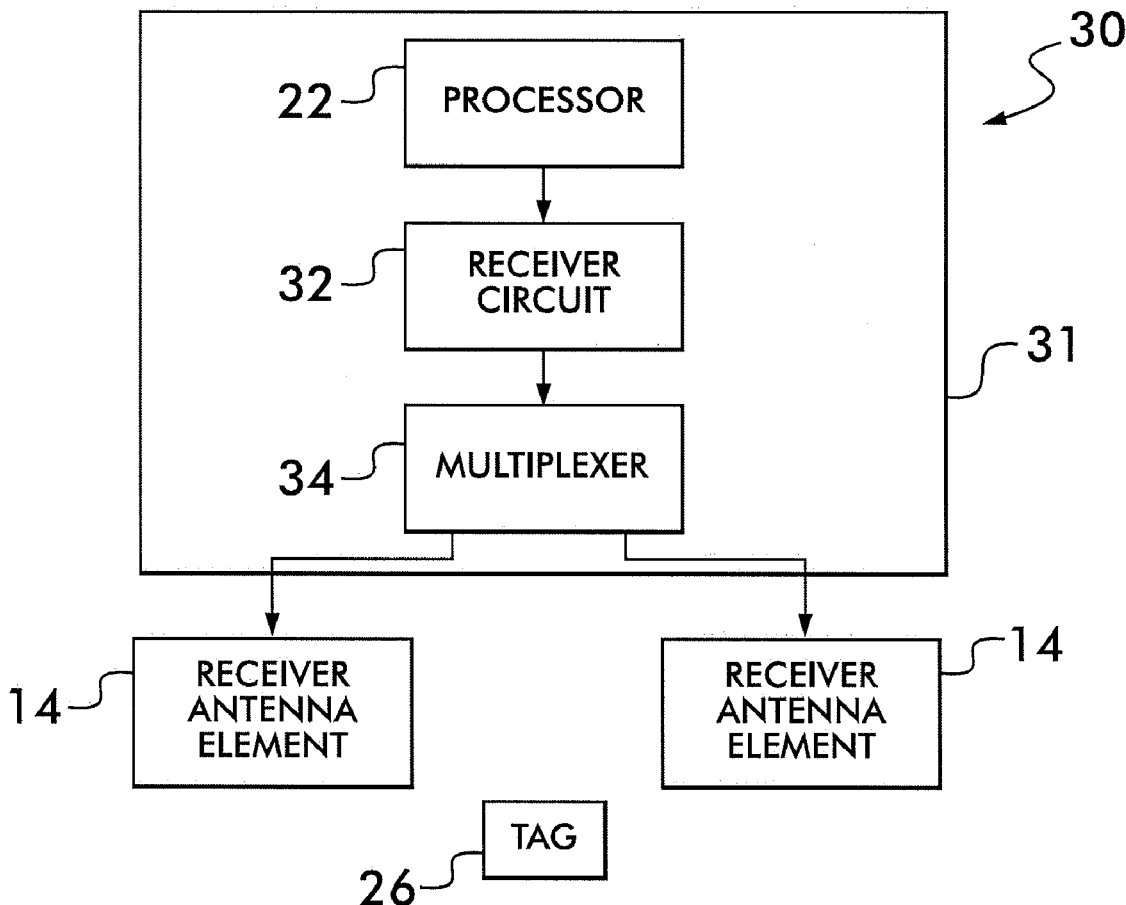 30
22
PROCESSOR
32
RECEIVER
CIRCUIT
31
34
MULTIPLEXER
14
RECEIVER
ANTENNA
ELEMENT
RECEIVER
ANTENNA
ELEMENT
14
TAG
26